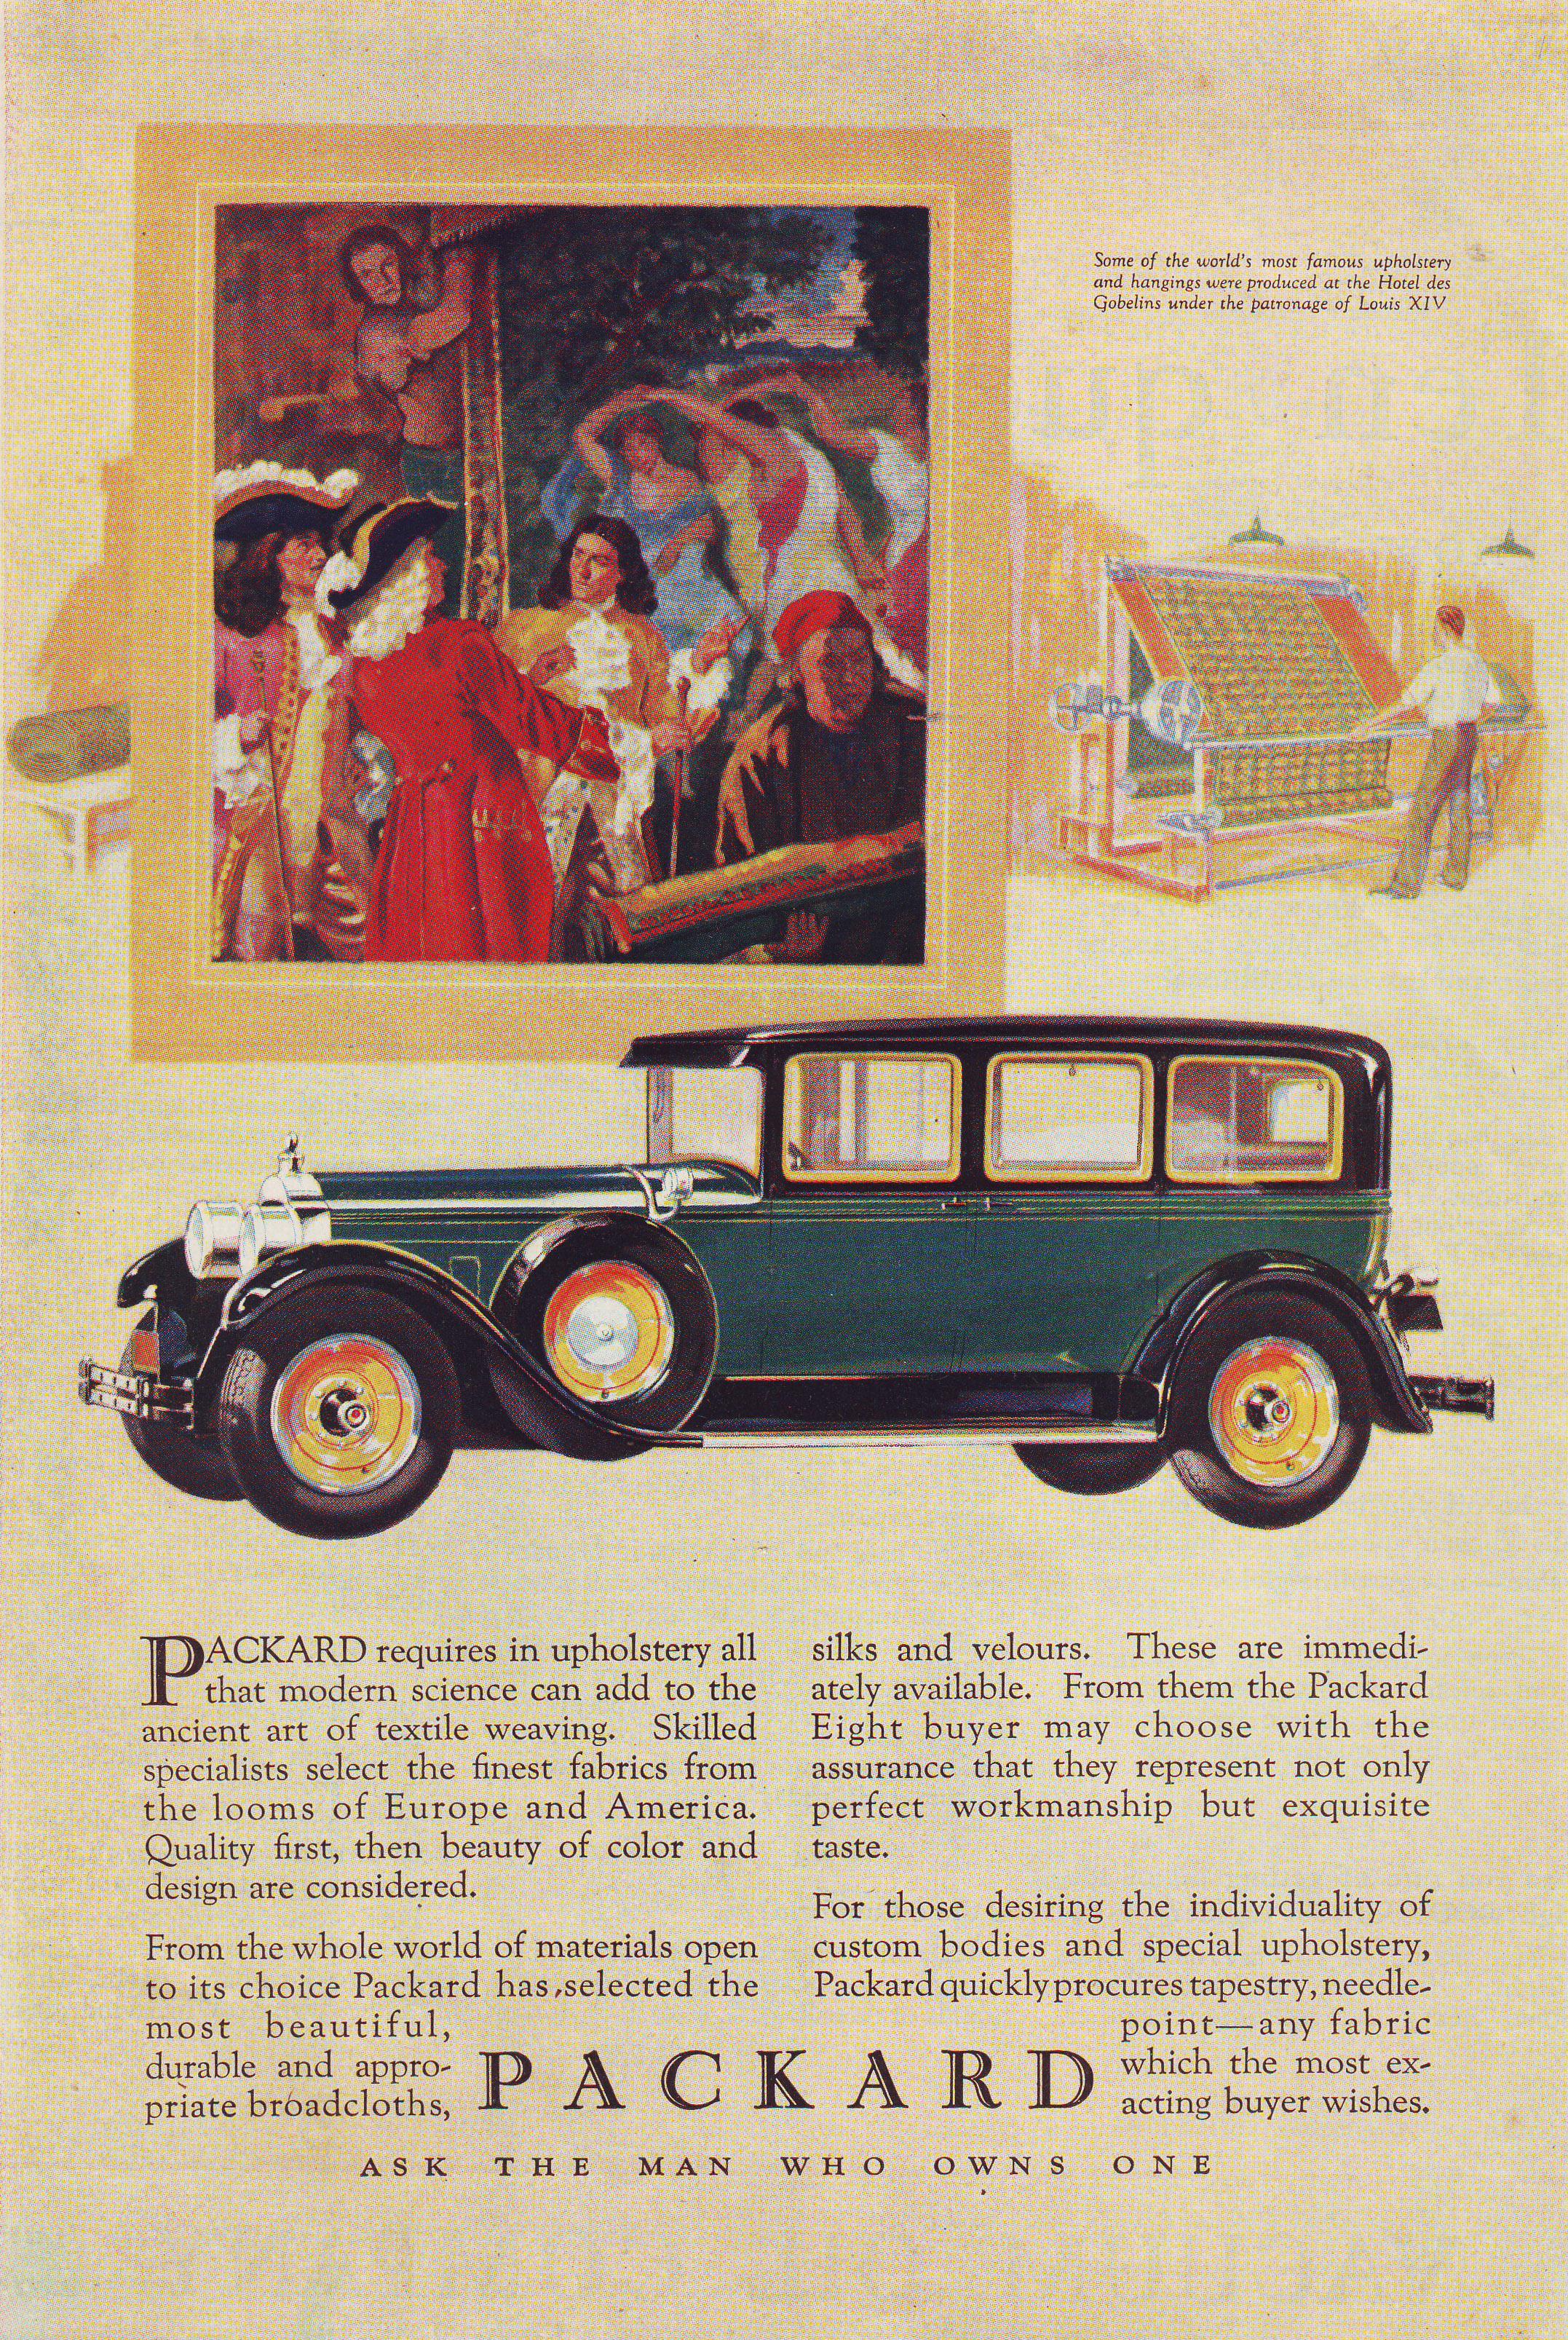 Some of the world's most famous upholstery
and hangings were produced at the Hotel des
Gobelins under the patronage of Louis XIV
PACKARD requires in upholstery all
that modern science can add to the
ancient art of textile weaving. Skilled
specialists select the finest fabrics from
the looms of Europe and America.
Quality first, then beauty of color and
design are considered.
From the whole world of materials open
to its choice Packard has selected the
most beautiful,
durable and appro-
priate broadcloths,
silks and velours. These are immedi-
ately available. From them the Packard
Eight buyer may choose with the
assurance that they represent not only
perfect workmanship but exquisite
taste.
For those desiring the individuality of
custom bodies and special upholstery,
Packard quickly procures tapestry, needle-
point—any fabric
which the most ex-
acting buyer wishes.
PACKARD
ASK THE MAN WHO OWNS ONE